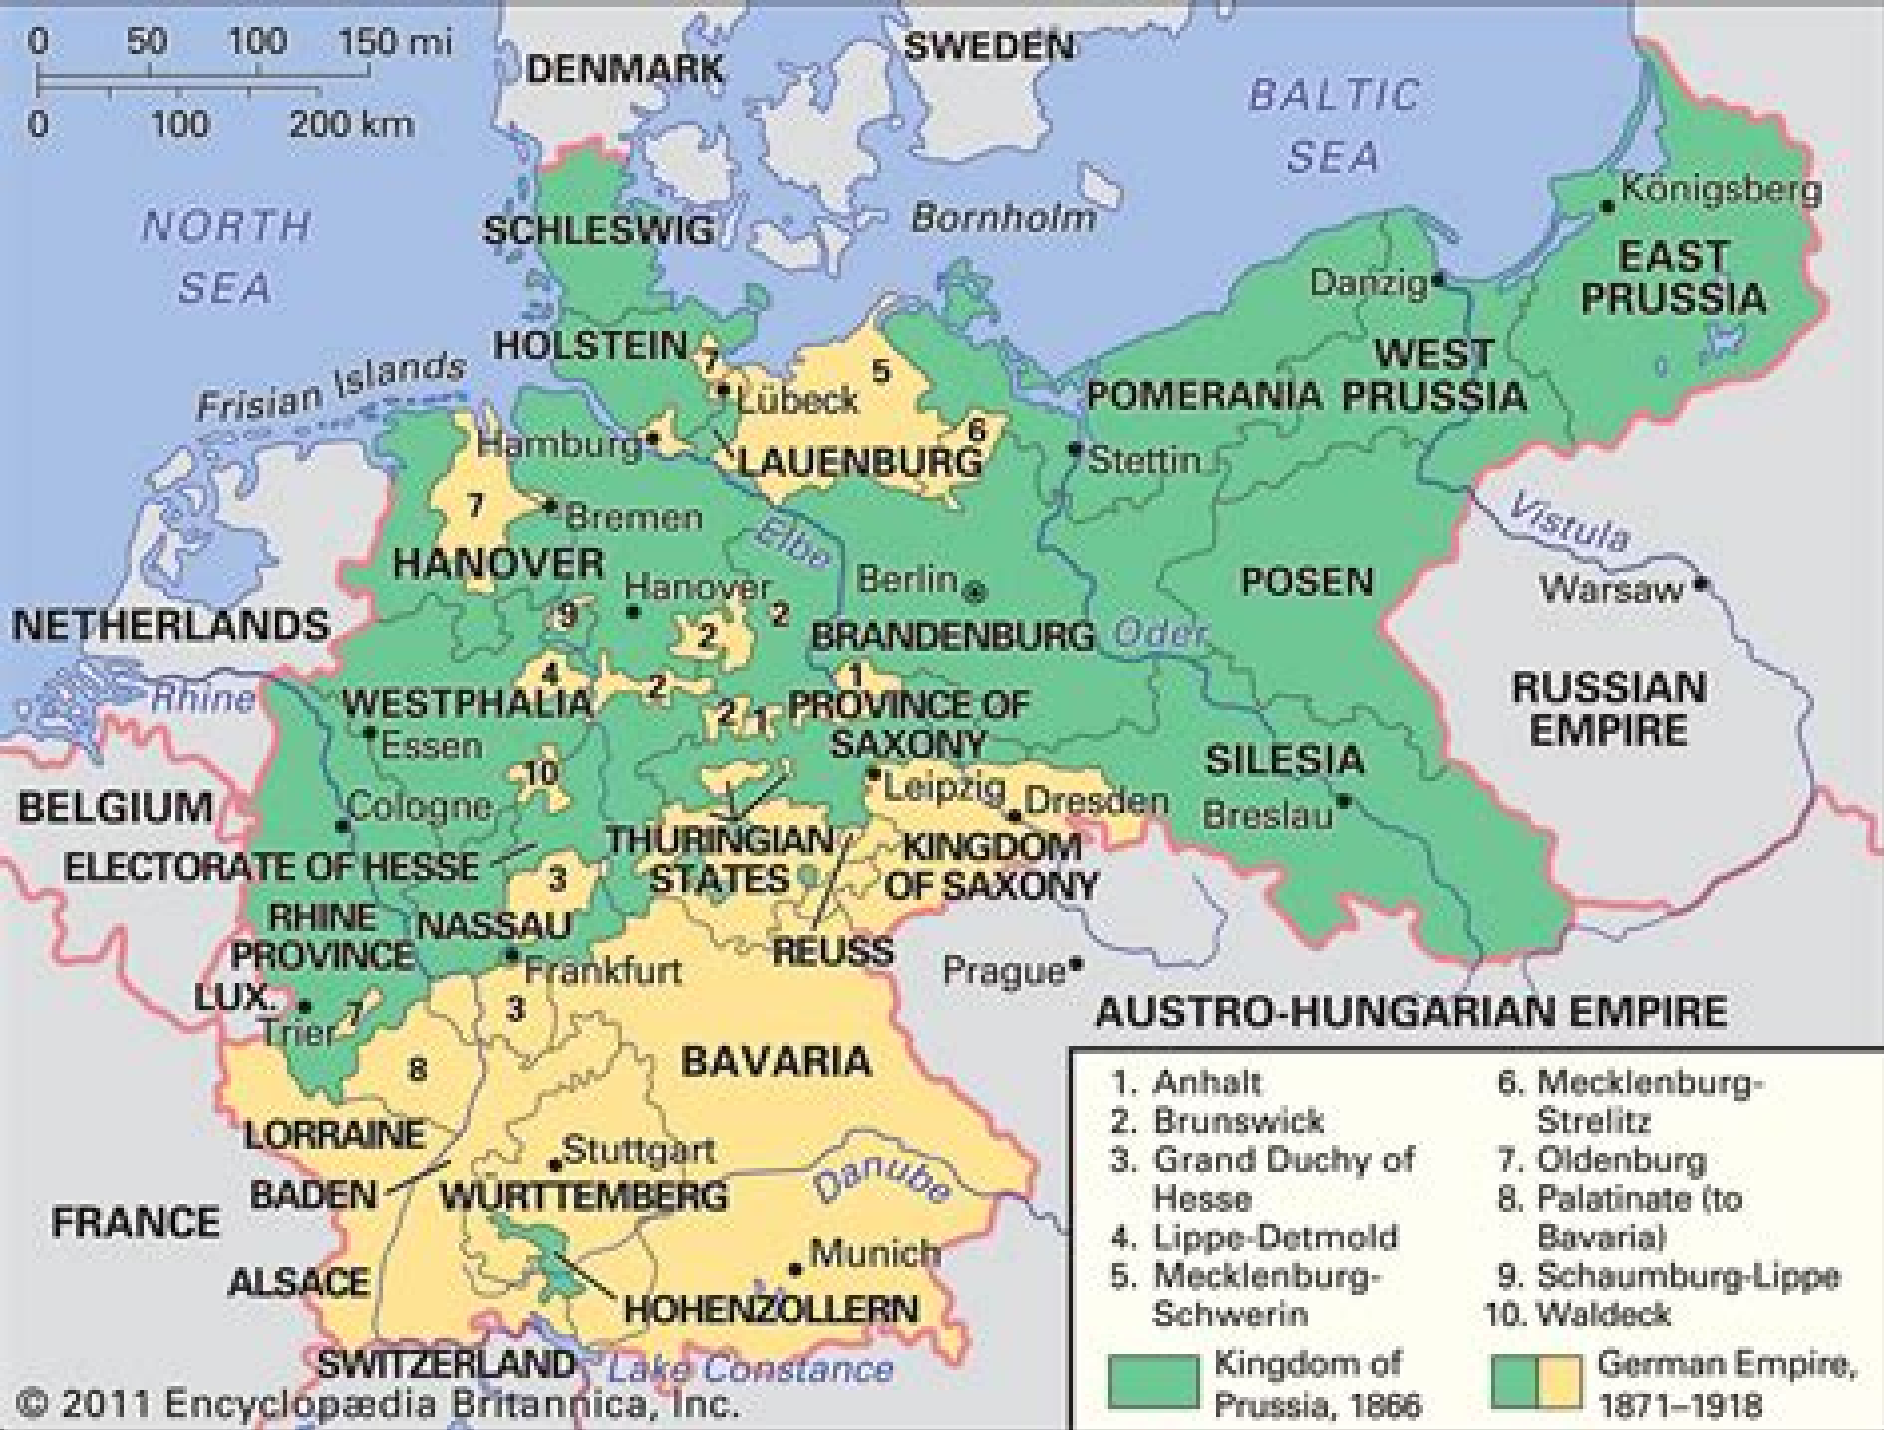 0 50 100 150 mi
0 100 200 km
DENMARK
SWEDEN
BALTIC
SEA
NORTH
SEA
Bornholm
Königsberg
EAST
PRUSSIA
SCHLESWIG
Danzig
HOLSTEIN
7
5
WEST
POMERANIA PRUSSIA
Frisian Islands
Lübeck
Hamburg
6
LAUENBURG
Stettin
7
Bremen
Elbe
Vistula
HANOVER
Hanover
Berlin
POSEN
Warsaw
NETHERLANDS
9
2
2
BRANDENBURG
Oder
Rhine
4
2
1
WESTPHALIA
2
1
PROVINCE OF
SAXONY
RUSSIAN
EMPIRE
Essen
10
SILESIA
Leipzig
Dresden
Breslau
BELGIUM
Cologne
THURINGIAN
STATES
KINGDOM
OF SAXONY
ELECTORATE OF HESSE
3
RHINE
PROVINCE
NASSAU
REUSS
Frankfurt
Prague
LUX.
Trier
7
3
AUSTRO-HUNGARIAN EMPIRE
8
BAVARIA
LORRAINE
Stuttgart
Danube
BADEN
WÜRTTEMBERG
FRANCE
Munich
ALSACE
HOHENZOLLERN
SWITZERLAND
Lake Constance
1. Anhalt
2. Brunswick
3. Grand Duchy of
Hesse
4. Lippe-Detmold
5. Mecklenburg-
Schwerin
6. Mecklenburg-
Strelitz
7. Oldenburg
8. Palatinate (to
Bavaria)
9. Schaumburg-Lippe
10. Waldeck
Kingdom of
Prussia, 1866
German Empire,
1871–1918
© 2011 Encyclopædia Britannica, Inc.